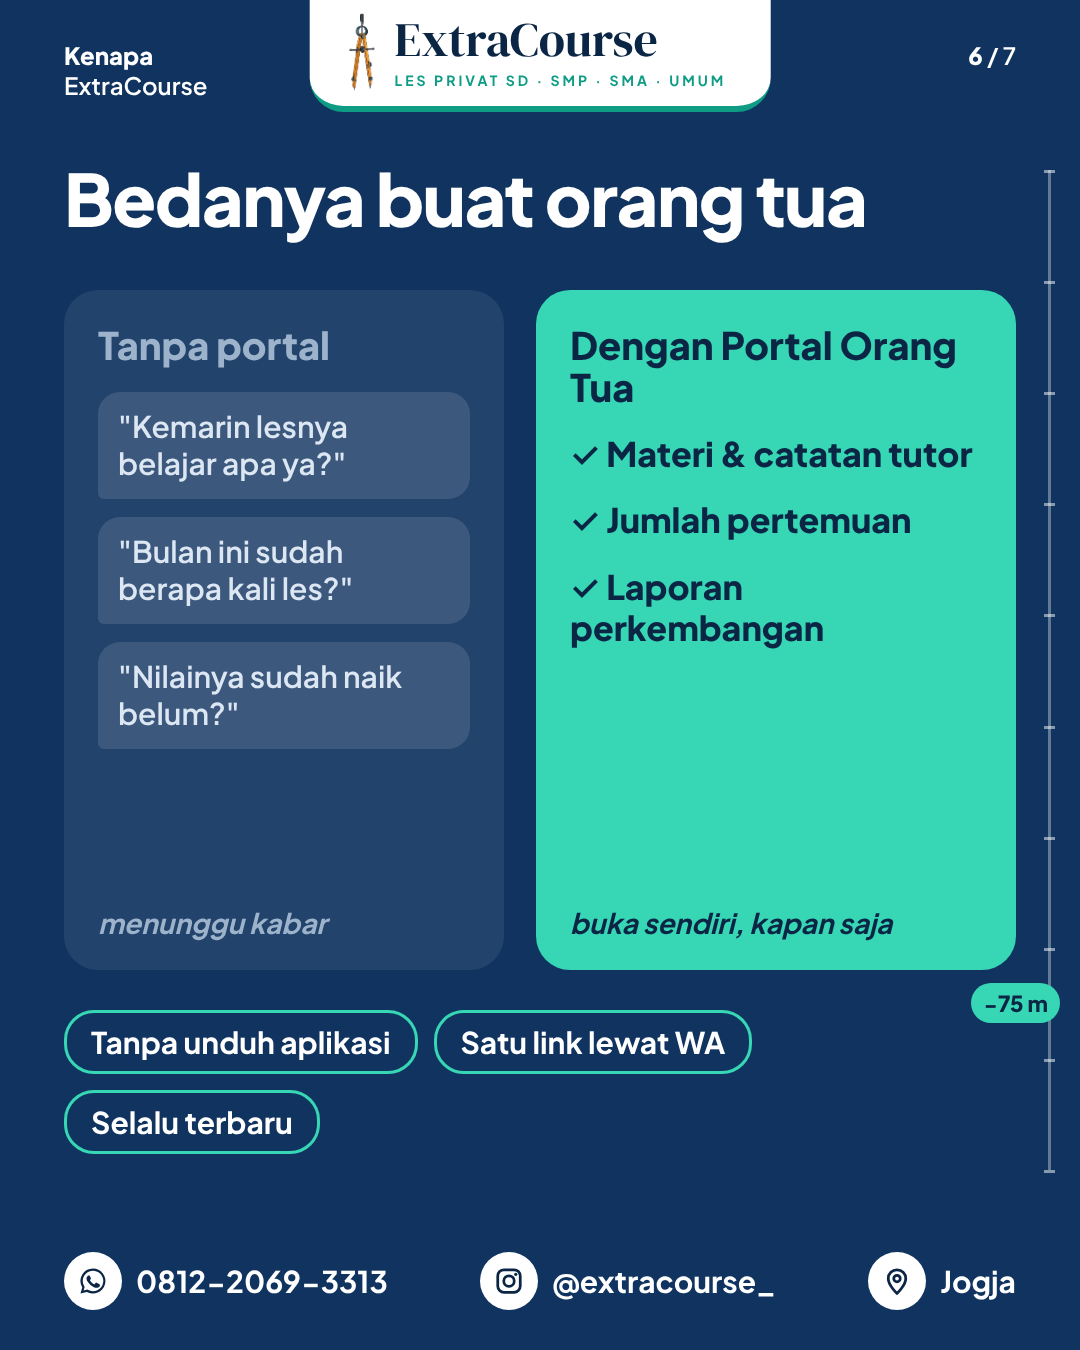 Kenapa
ExtraCourse
ExtraCourse
LES PRIVAT SD · SMP · SMA · UMUM
6 / 7
Bedanya buat orang tua
Tanpa portal
"Kemarin lesnya
belajar apa ya?"
"Bulan ini sudah
berapa kali les?"
"Nilainya sudah naik
belum?"
menunggu kabar
Dengan Portal Orang
Tua
✓ Materi & catatan tutor
✓ Jumlah pertemuan
✓ Laporan
perkembangan
buka sendiri, kapan saja
-75 m
Tanpa unduh aplikasi
Satu link lewat WA
Selalu terbaru
0812-2069-3313
@extracourse_
Jogja